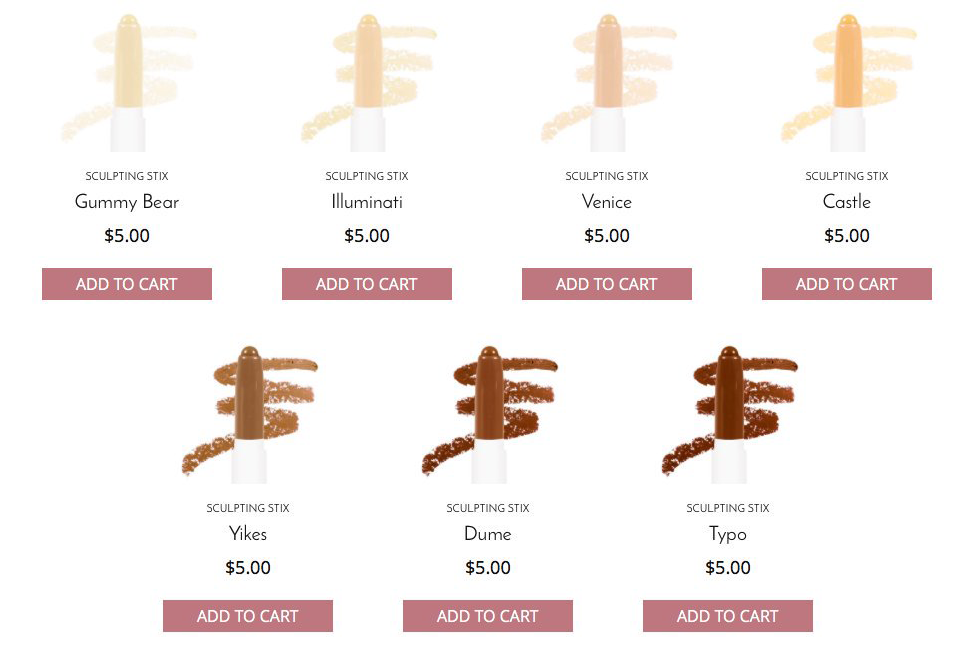 SCULPTING STIX SCULPTING STIX SCULPTING STIX SCULPTING STIX
Gummy Bear Illuminati Venice Castle
$5.00 $5.00 $5.00 $5.00
ADD TO CART ADD TO CART ADD TO CART ADD TO CART
SCULPTING STIX SCULPTING STIX SCULPTING STIX
Yikes Dume Typo
$5.00 $5.00 $5.00
ADD TO CART ADD TO CART ADD TO CART